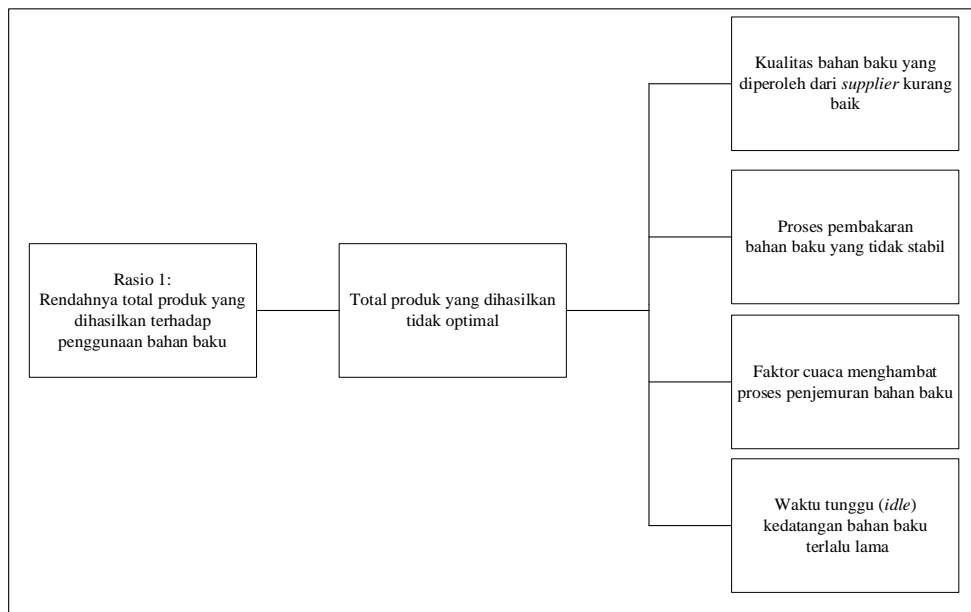 Rasio 1:
Rendahnya total produk yang
dihasilkan terhadap
penggunaan bahan baku
Total produk yang dihasilkan
tidak optimal
Kualitas bahan baku yang
diperoleh dari supplier kurang
baik
Proses pembakaran
bahan baku yang tidak stabil
Faktor cuaca menghambat
proses penjemuran bahan baku
Waktu tunggu (idle)
kedatangan bahan baku
terlalu lama